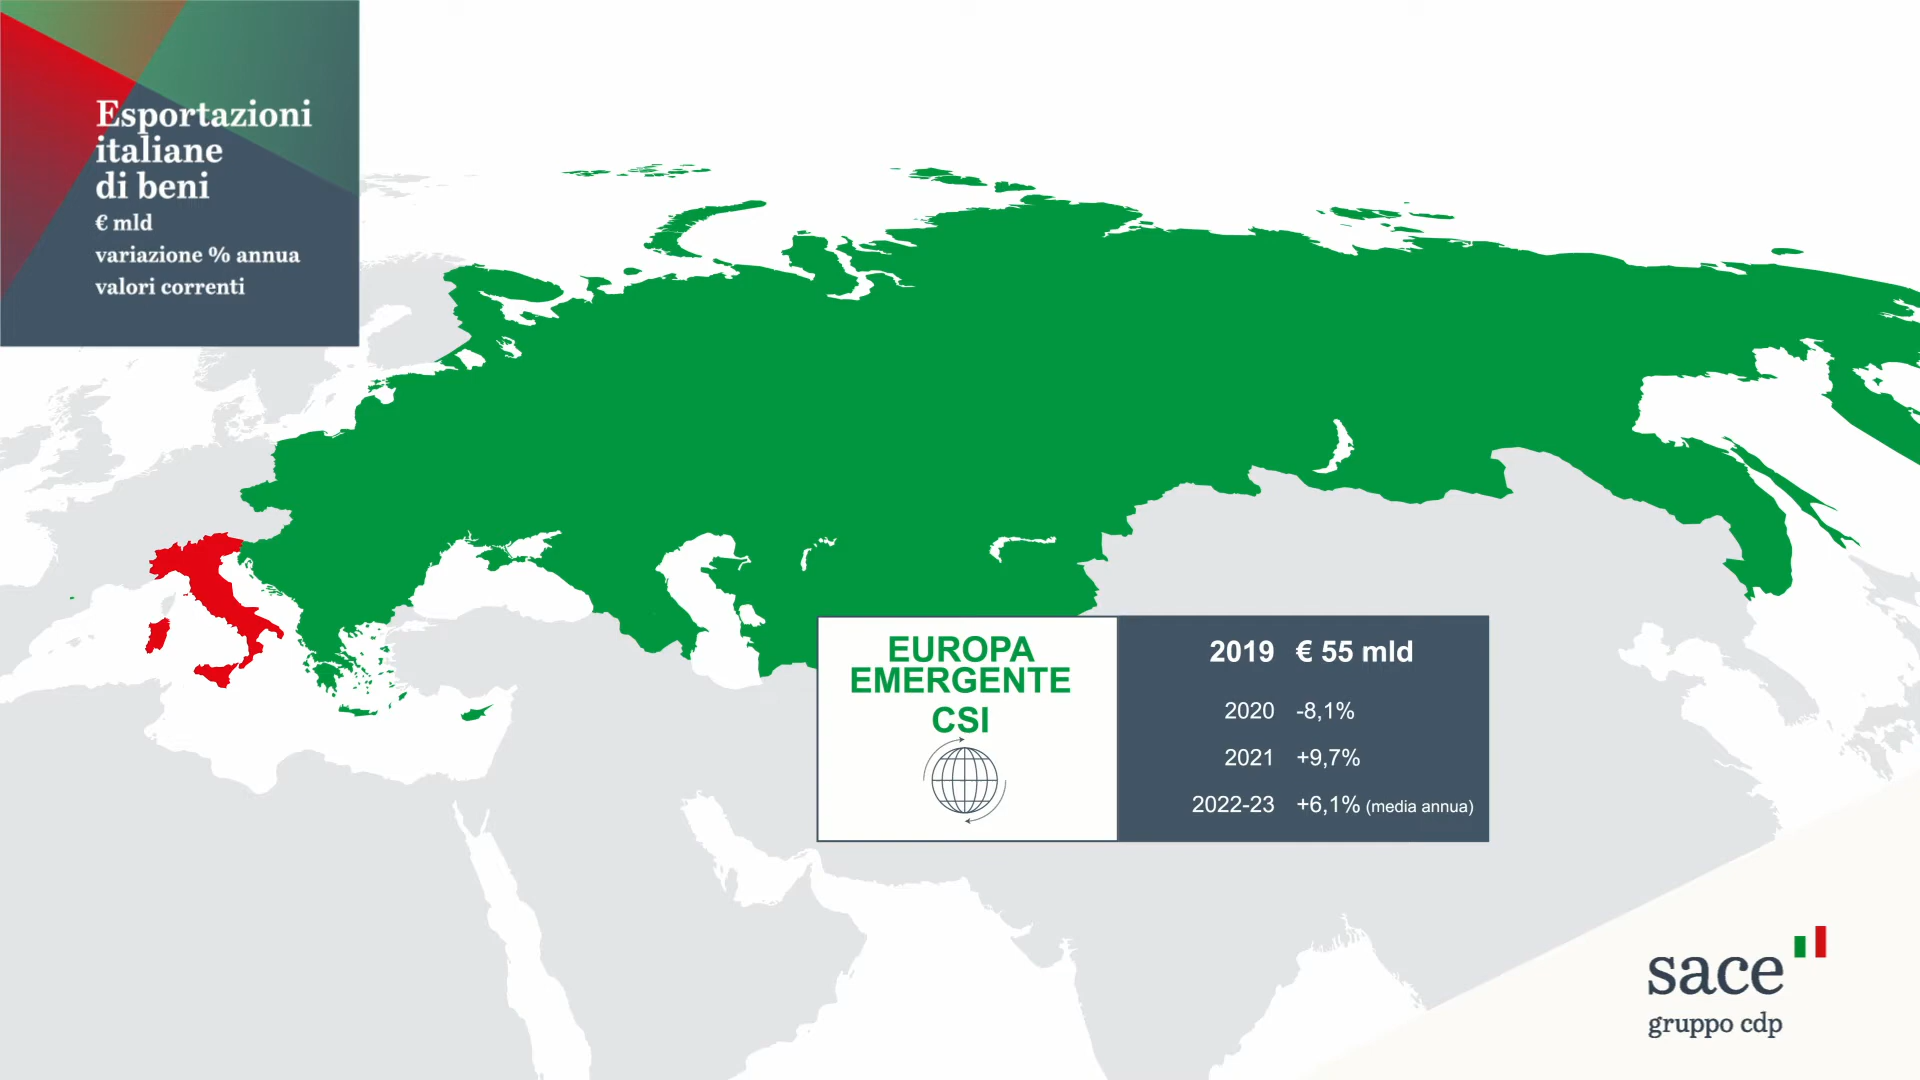 Esportazioni
italiane
di beni
€ mld
variazione % annua
valori correnti
EUROPA
EMERGENTE
CSI
2019 € 55 mld
2020 -8,1%
2021 +9,7%
2022-23 +6,1% (media annua)
sace
gruppo cdp